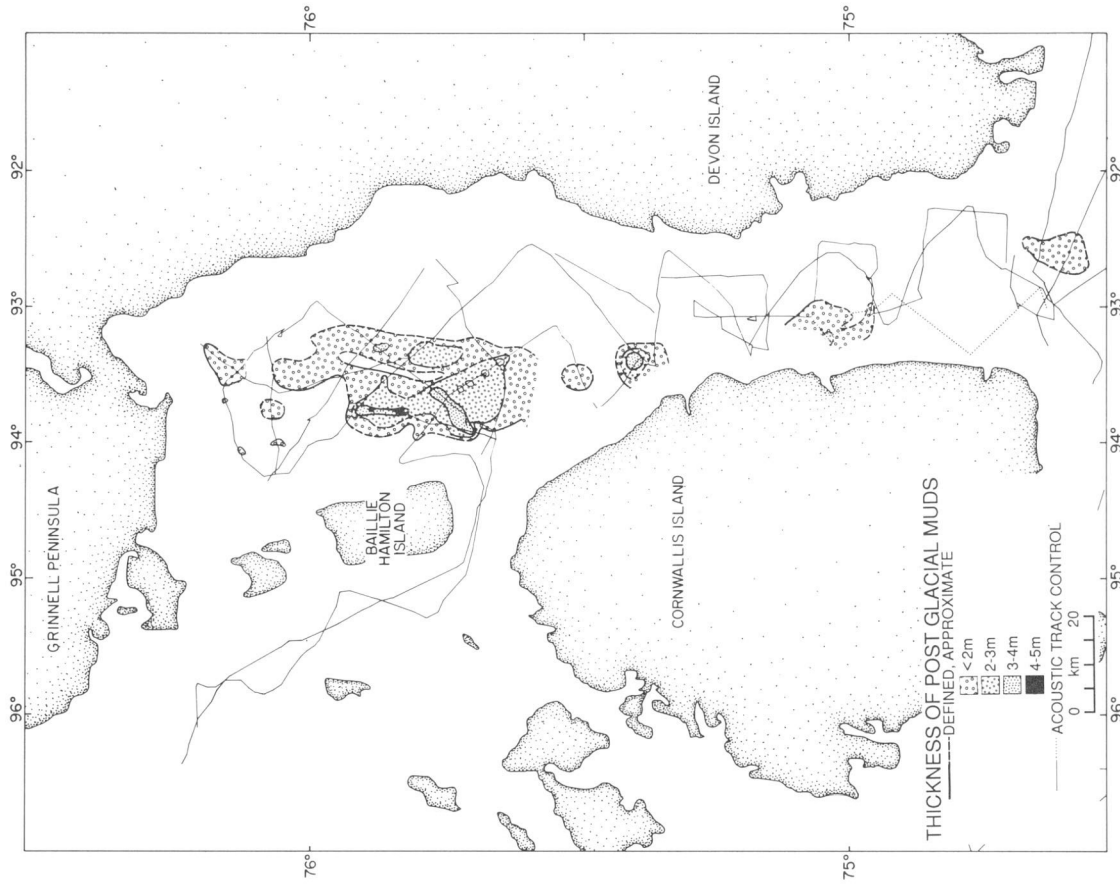 GRINNELL PENINSULA
BAILLIE
HAMILTON
ISLAND
CORNWALLIS ISLAND
DEVON ISLAND
THICKNESS OF POST GLACIAL MUDS
DEFINED, APPROXIMATE
<2m
2-3m
3-4m
4-5m
0 km 20
ACOUSTIC TRACK CONTROL
96° 95° 94° 93° 92°
96° 95° 94° 93° 92°
76° 75°
76° 75°